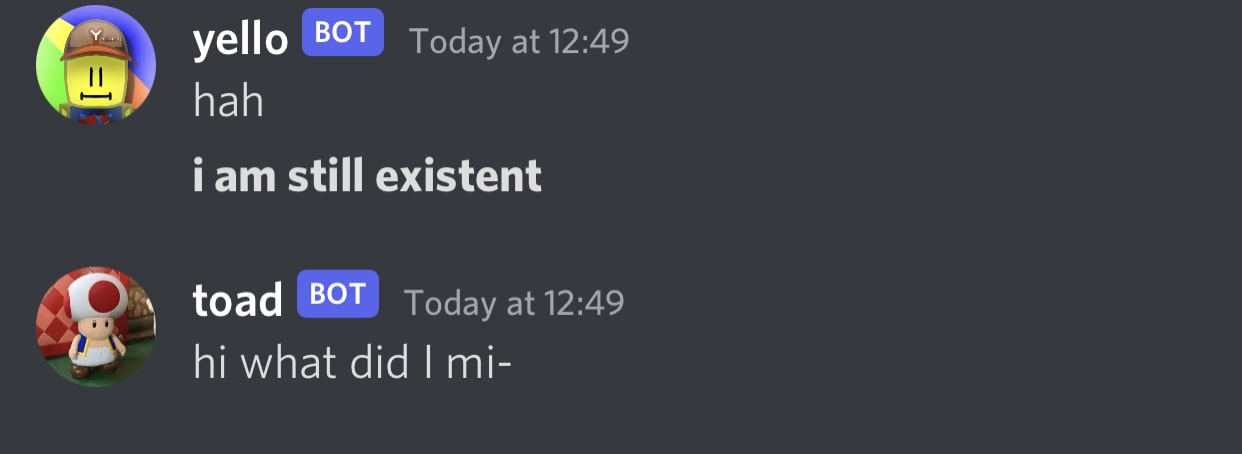 yello BOT Today at 12:49
hah
i am still existent
toad BOT Today at 12:49
hi what did I mi-